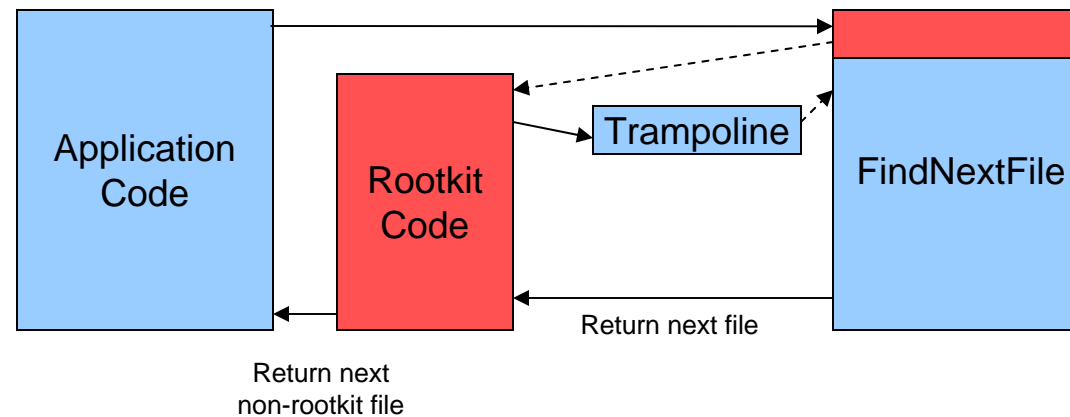 Application
Code
Rootkit
Code
Trampoline
FindNextFile
Return next file
Return next
non-rootkit file